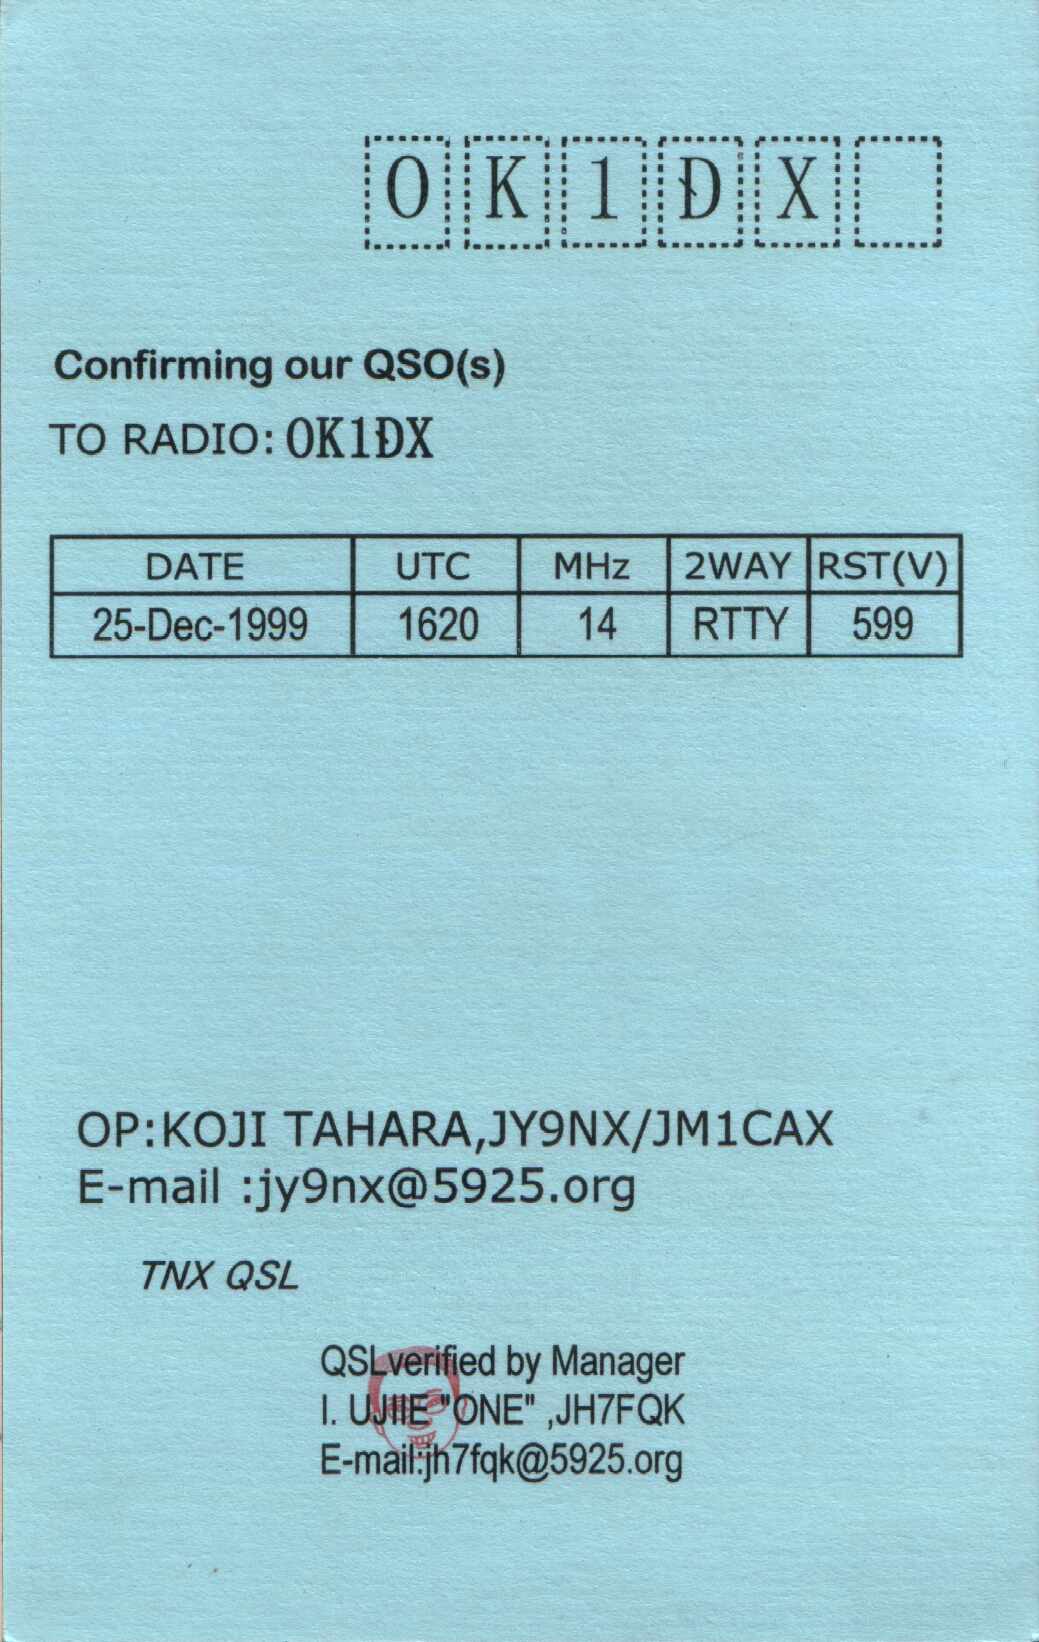 OK1DX
Confirming our QSO(s)
TO RADIO: OK1DX
DATE UTC MHz 2WAY RST(V)
25-Dec-1999 1620 14 RTTY 599
OP:KOJI TAHARA,JY9NX/JM1CAX
E-mail :jy9nx@5925.org
TNX QSL
QSLverified by Manager
I. UJIIE "ONE" ,JH7FQK
E-mail:jh7fqk@5925.org